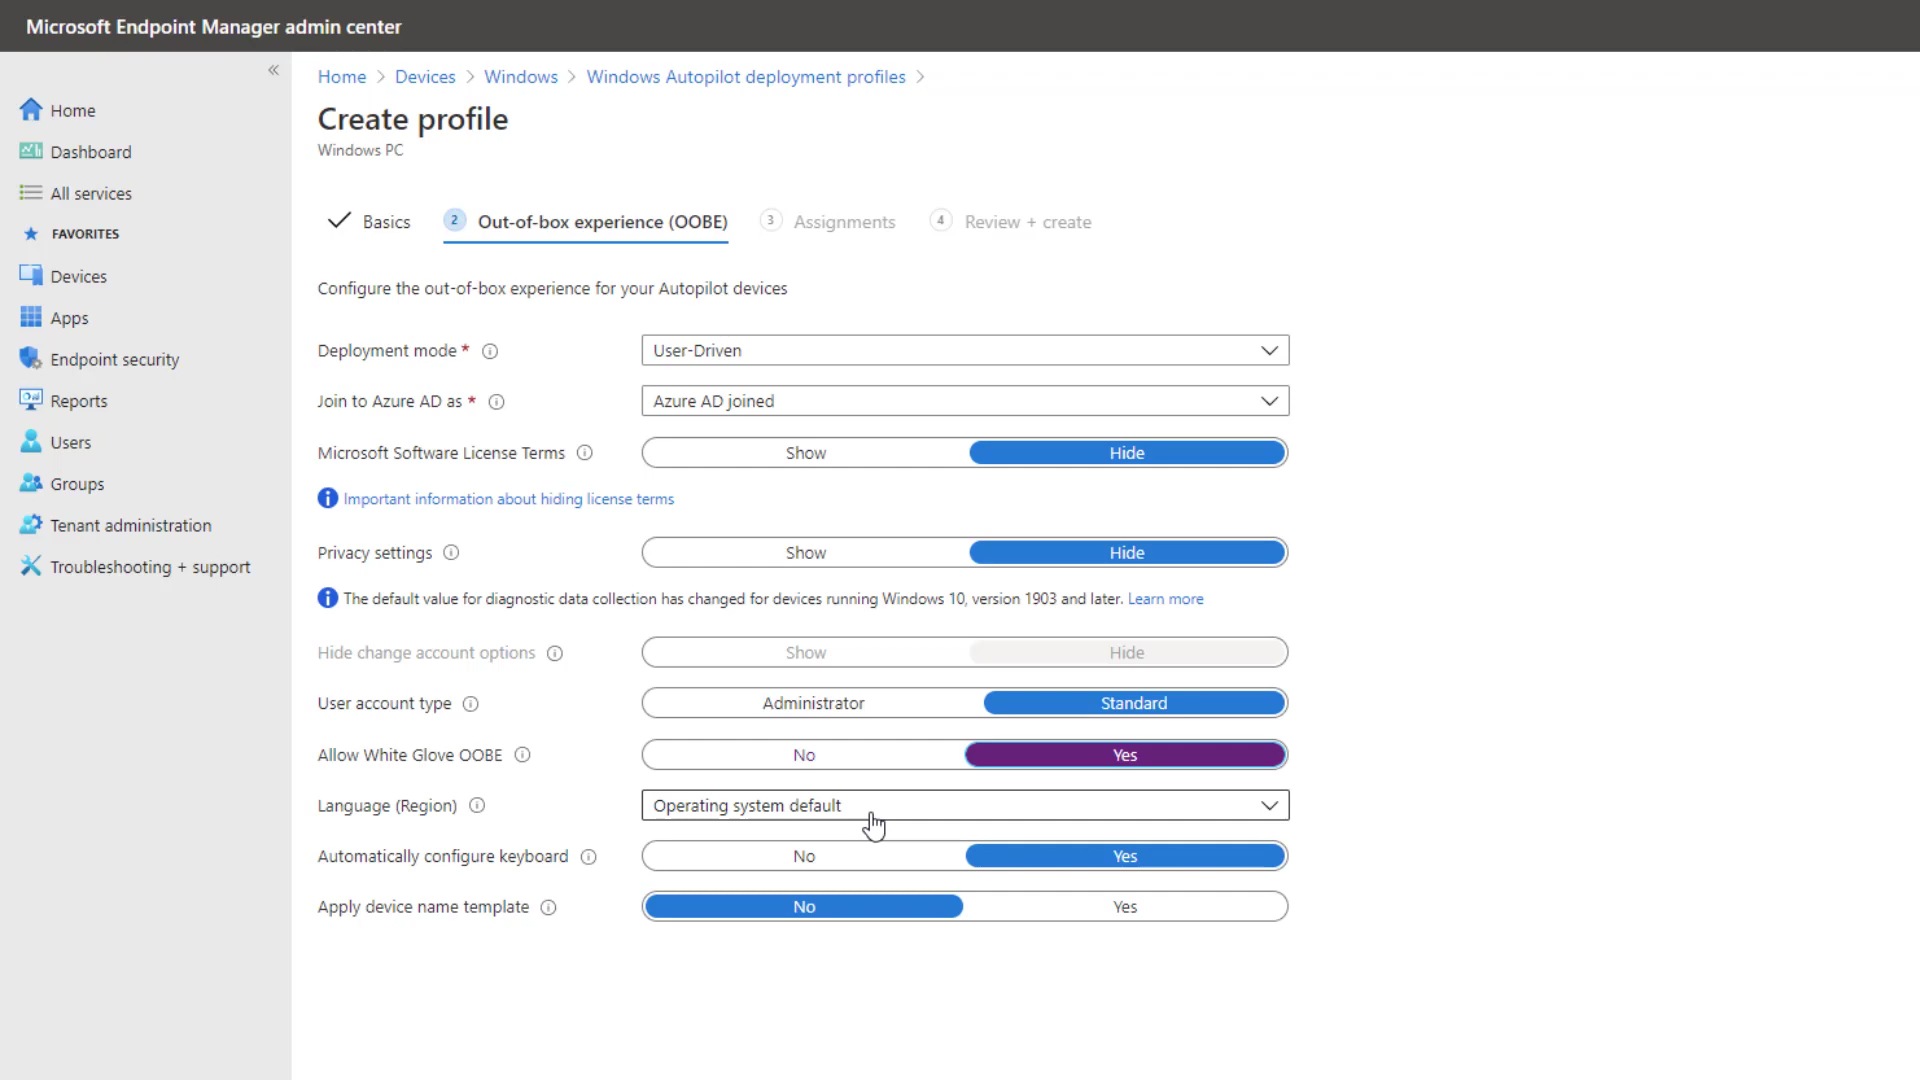 Microsoft Endpoint Manager admin center
«
Home
Dashboard
All services
FAVORITES
Devices
Apps
Endpoint security
Reports
Users
Groups
Tenant administration
Troubleshooting + support
Home > Devices > Windows > Windows Autopilot deployment profiles >
Create profile
Windows PC
Basics 2 Out-of-box experience (OOBE) 3 Assignments 4 Review + create
Configure the out-of-box experience for your Autopilot devices
Deployment mode * User-Driven
Join to Azure AD as * Azure AD joined
Microsoft Software License Terms Show Hide
Important information about hiding license terms
Privacy settings Show Hide
The default value for diagnostic data collection has changed for devices running Windows 10, version 1903 and later. Learn more
Hide change account options Show Hide
User account type Administrator Standard
Allow White Glove OOBE No Yes
Language (Region) Operating system default
Automatically configure keyboard No Yes
Apply device name template No Yes